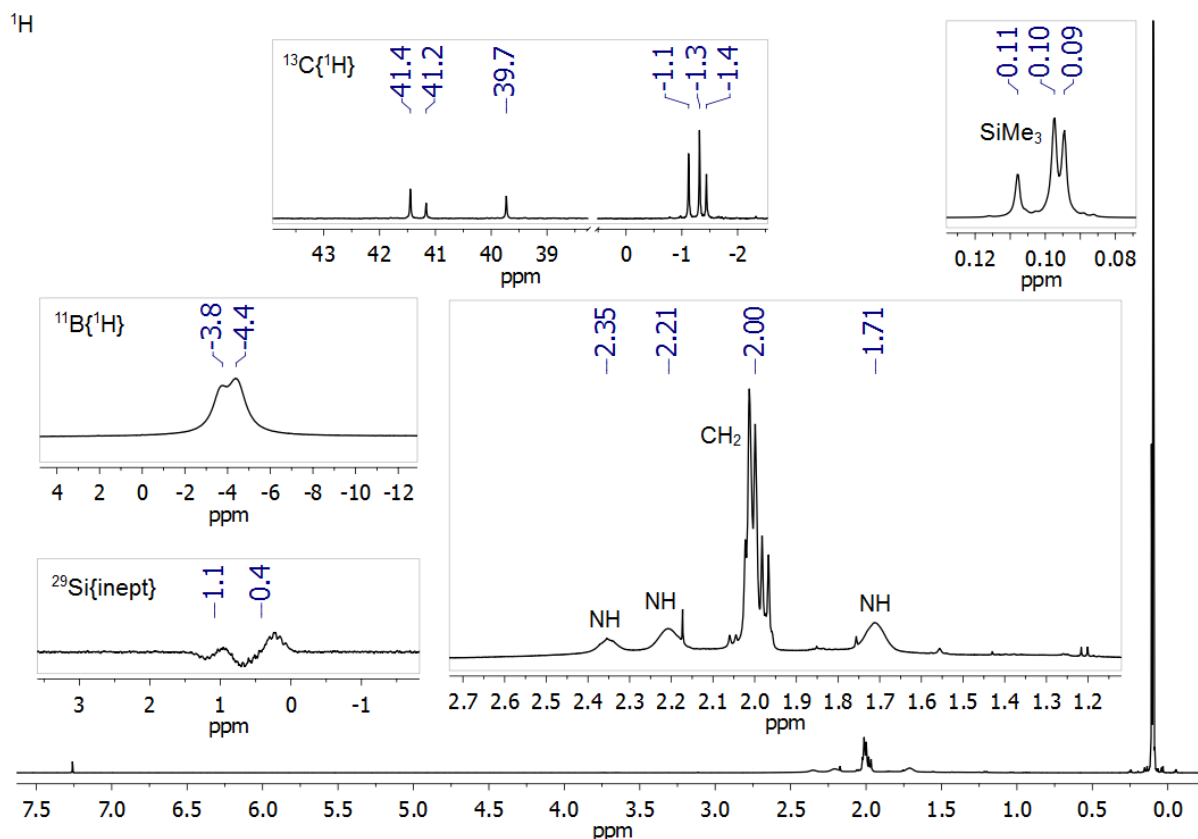 ¹H
¹³C{¹H}
41.4 41.2 39.7 -1.1 -1.3 -1.4
43 42 41 40 39 0 -1 -2
ppm
0.11 0.10 0.09
SiMe₃
0.12 0.10 0.08
ppm
¹¹B{¹H}
-3.8 -4.4
4 2 0 -2 -4 -6 -8 -10 -12
ppm
2.35 2.21 2.00 1.71
CH₂
NH NH NH
2.7 2.6 2.5 2.4 2.3 2.2 2.1 2.0 1.9 1.8 1.7 1.6 1.5 1.4 1.3 1.2
ppm
²⁹Si{inept}
1.1 0.4
3 2 1 0 -1
ppm
7.5 7.0 6.5 6.0 5.5 5.0 4.5 4.0 3.5 3.0 2.5 2.0 1.5 1.0 0.5 0.0
ppm